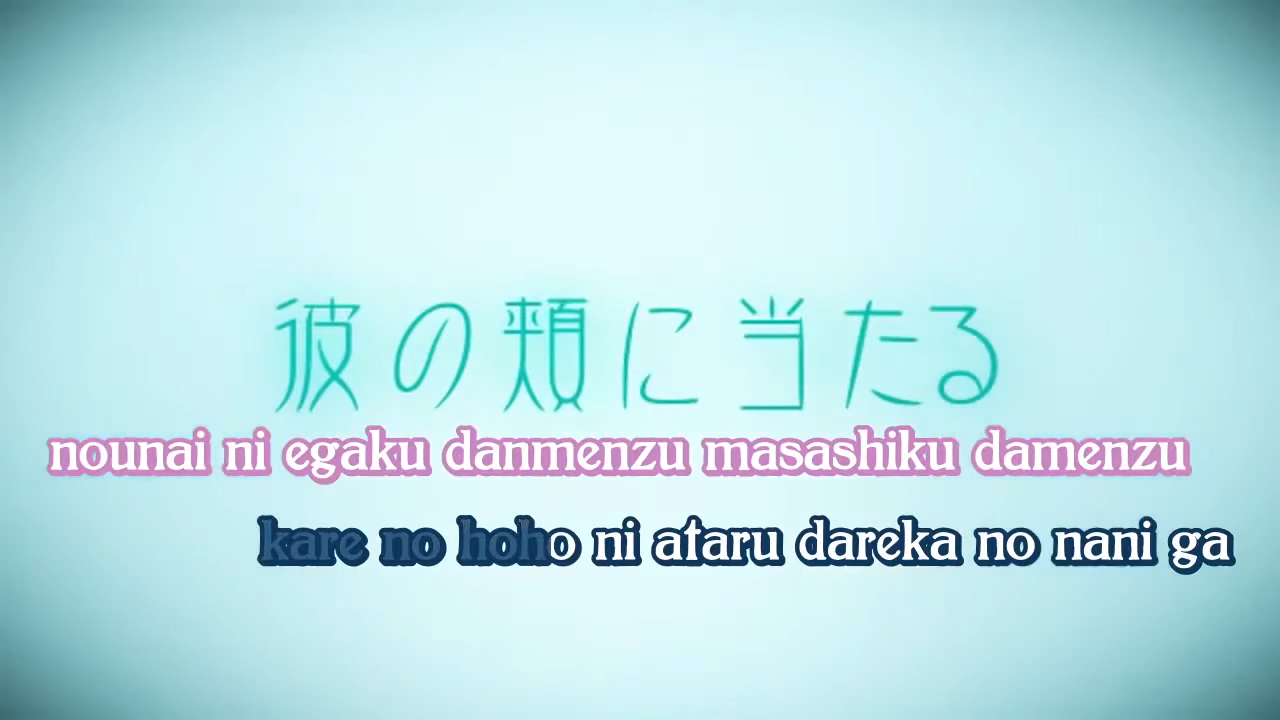 彼の頬に当たる
nounai ni egaku danmenzu masashiku damenzu
kare no hoho ni ataru dareka no nani ga